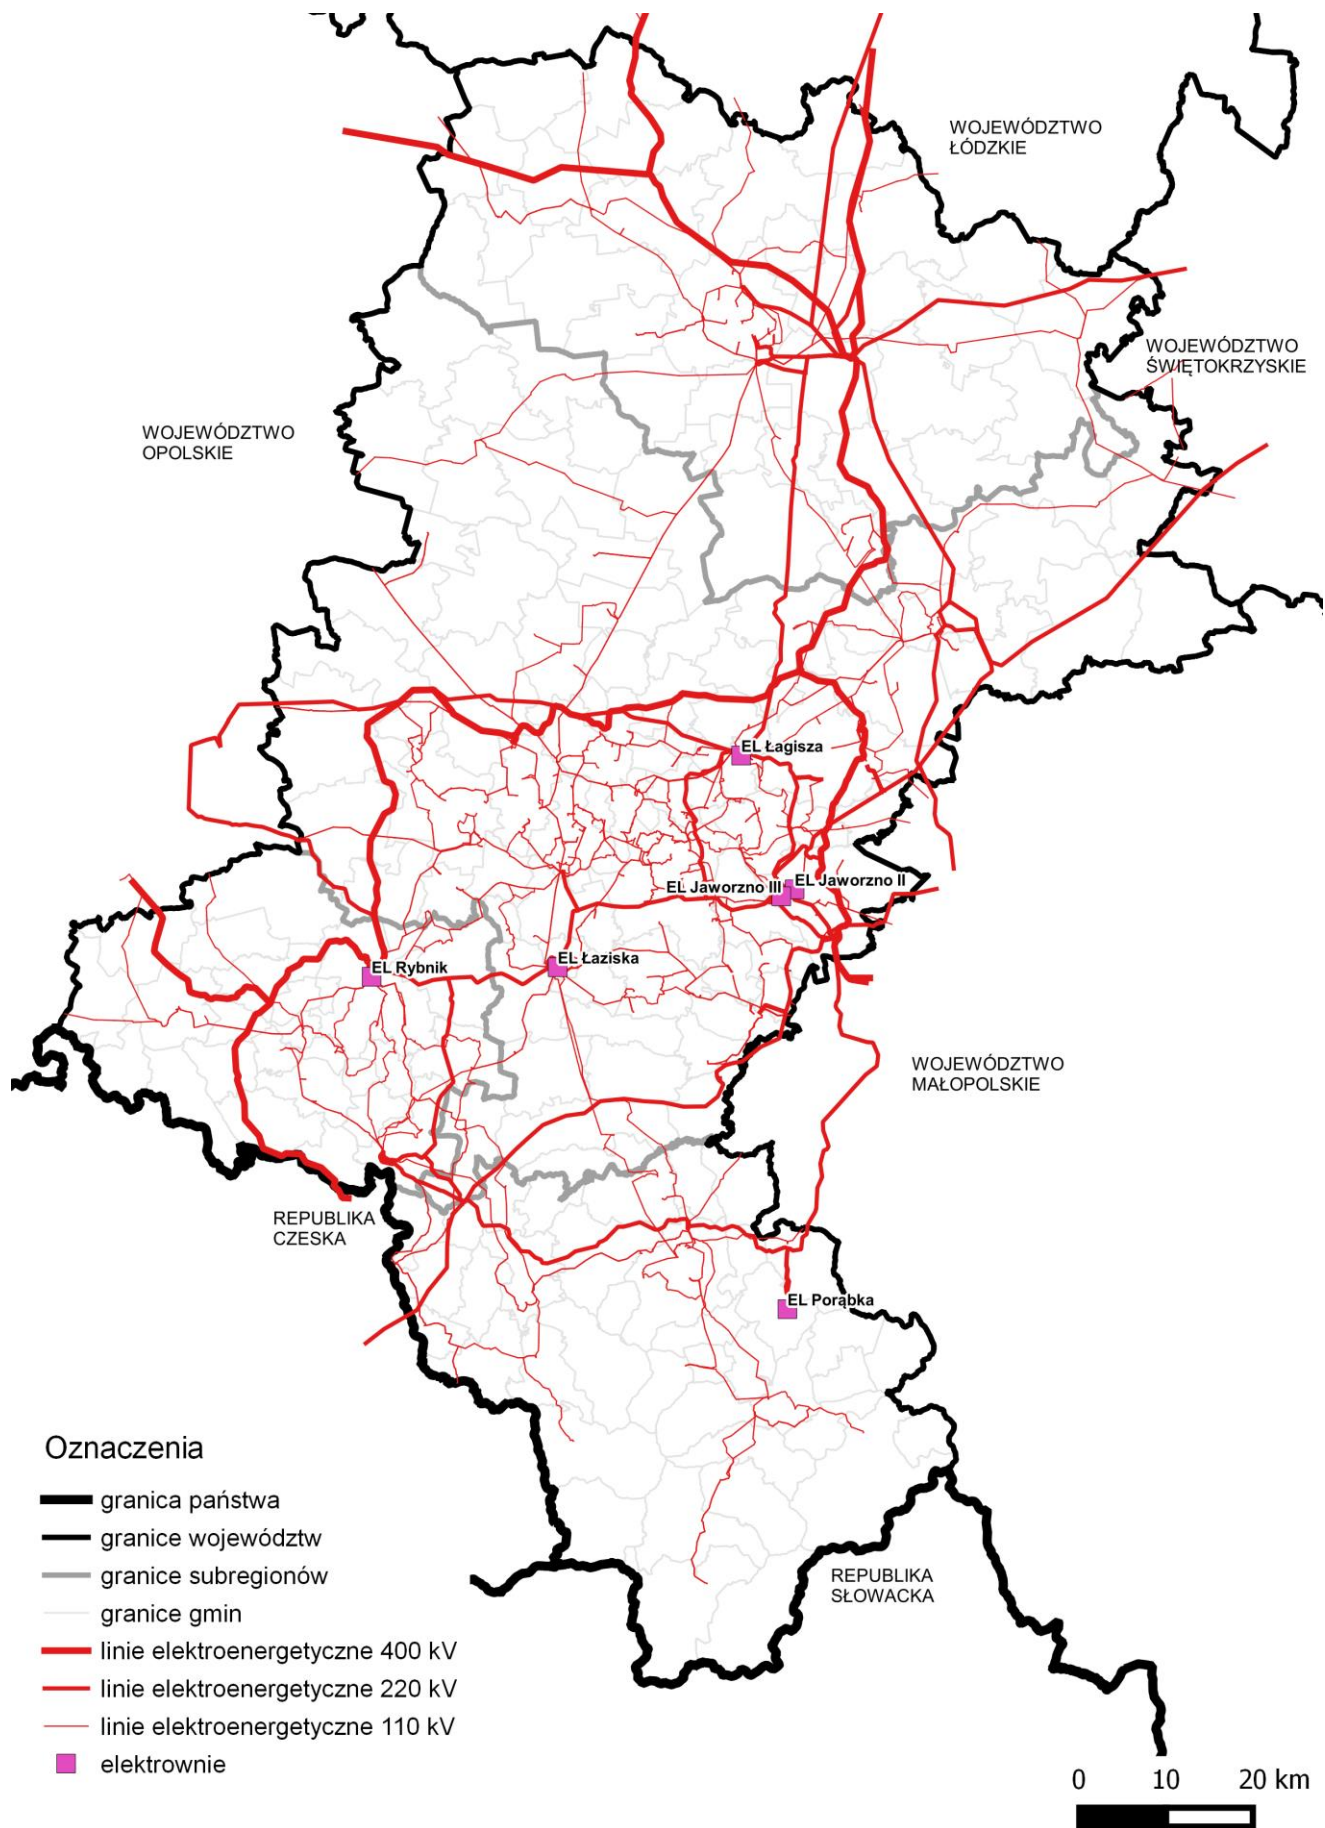 WOJEWÓDZTWO
ŁÓDZKIE
WOJEWÓDZTWO
ŚWIĘTOKRZYSKIE
WOJEWÓDZTWO
OPOLSKIE
EL Łagisza
EL Jaworzno III
EL Jaworzno II
EL Rybnik
EL Łaziska
WOJEWÓDZTWO
MAŁOPOLSKIE
REPUBLIKA
CZESKA
EL Porąbka
REPUBLIKA
SŁOWACKA
Oznaczenia
granica państwa
granice województw
granice subregionów
granice gmin
linie elektroenergetyczne 400 kV
linie elektroenergetyczne 220 kV
linie elektroenergetyczne 110 kV
elektrownie
0 10 20 km